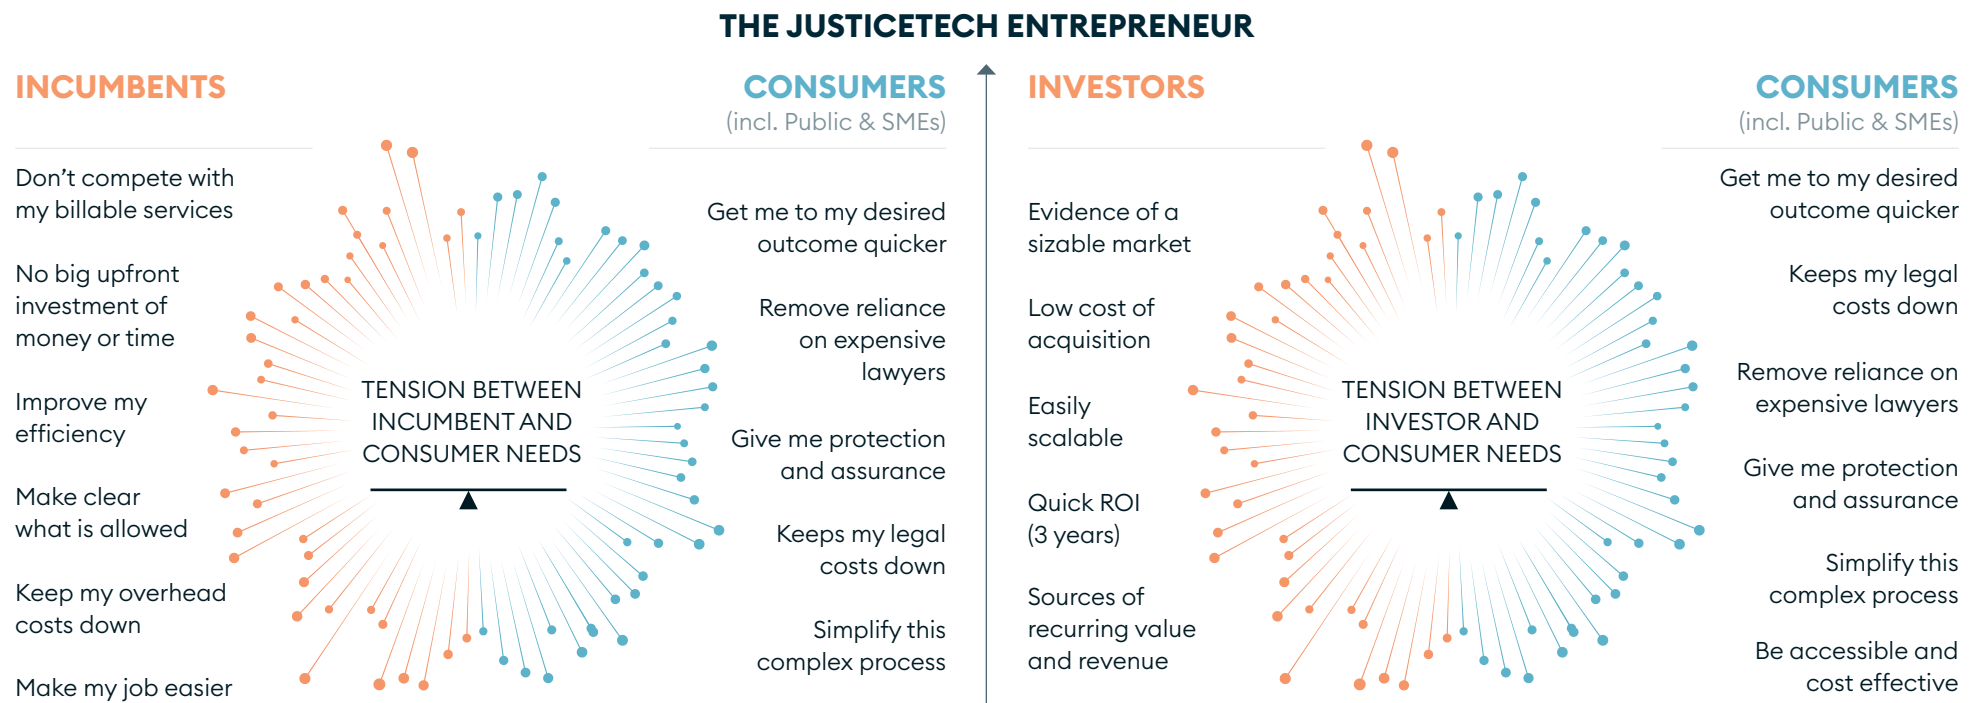 THE JUSTICETECH ENTREPRENEUR
INCUMBENTS
Don’t compete with
my billable services
No big upfront
investment of
money or time
Improve my
efficiency
Make clear
what is allowed
Keep my overhead
costs down
Make my job easier
TENSION BETWEEN
INCUMBENT AND
CONSUMER NEEDS
CONSUMERS
(incl. Public & SMEs)
Get me to my desired
outcome quicker
Remove reliance
on expensive
lawyers
Give me protection
and assurance
Keeps my legal
costs down
Simplify this
complex process
INVESTORS
Evidence of a
sizable market
Low cost of
acquisition
Easily
scalable
Quick ROI
(3 years)
Sources of
recurring value
and revenue
TENSION BETWEEN
INVESTOR AND
CONSUMER NEEDS
CONSUMERS
(incl. Public & SMEs)
Get me to my desired
outcome quicker
Keeps my legal
costs down
Remove reliance on
expensive lawyers
Give me protection
and assurance
Simplify this
complex process
Be accessible and
cost effective